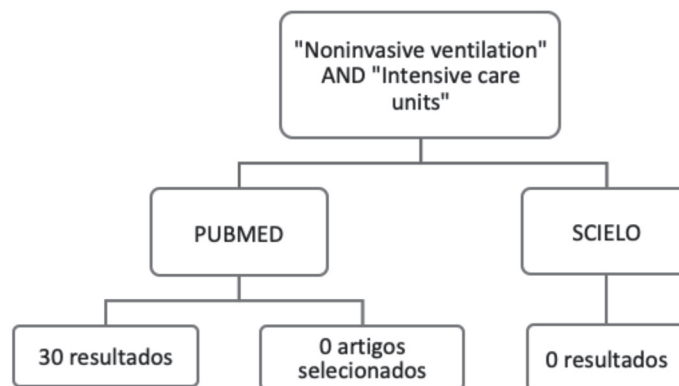 "Noninvasive ventilation"
AND "Intensive care
units"
PUBMED
SCIELO
30 resultados
0 artigos
selecionados
0 resultados